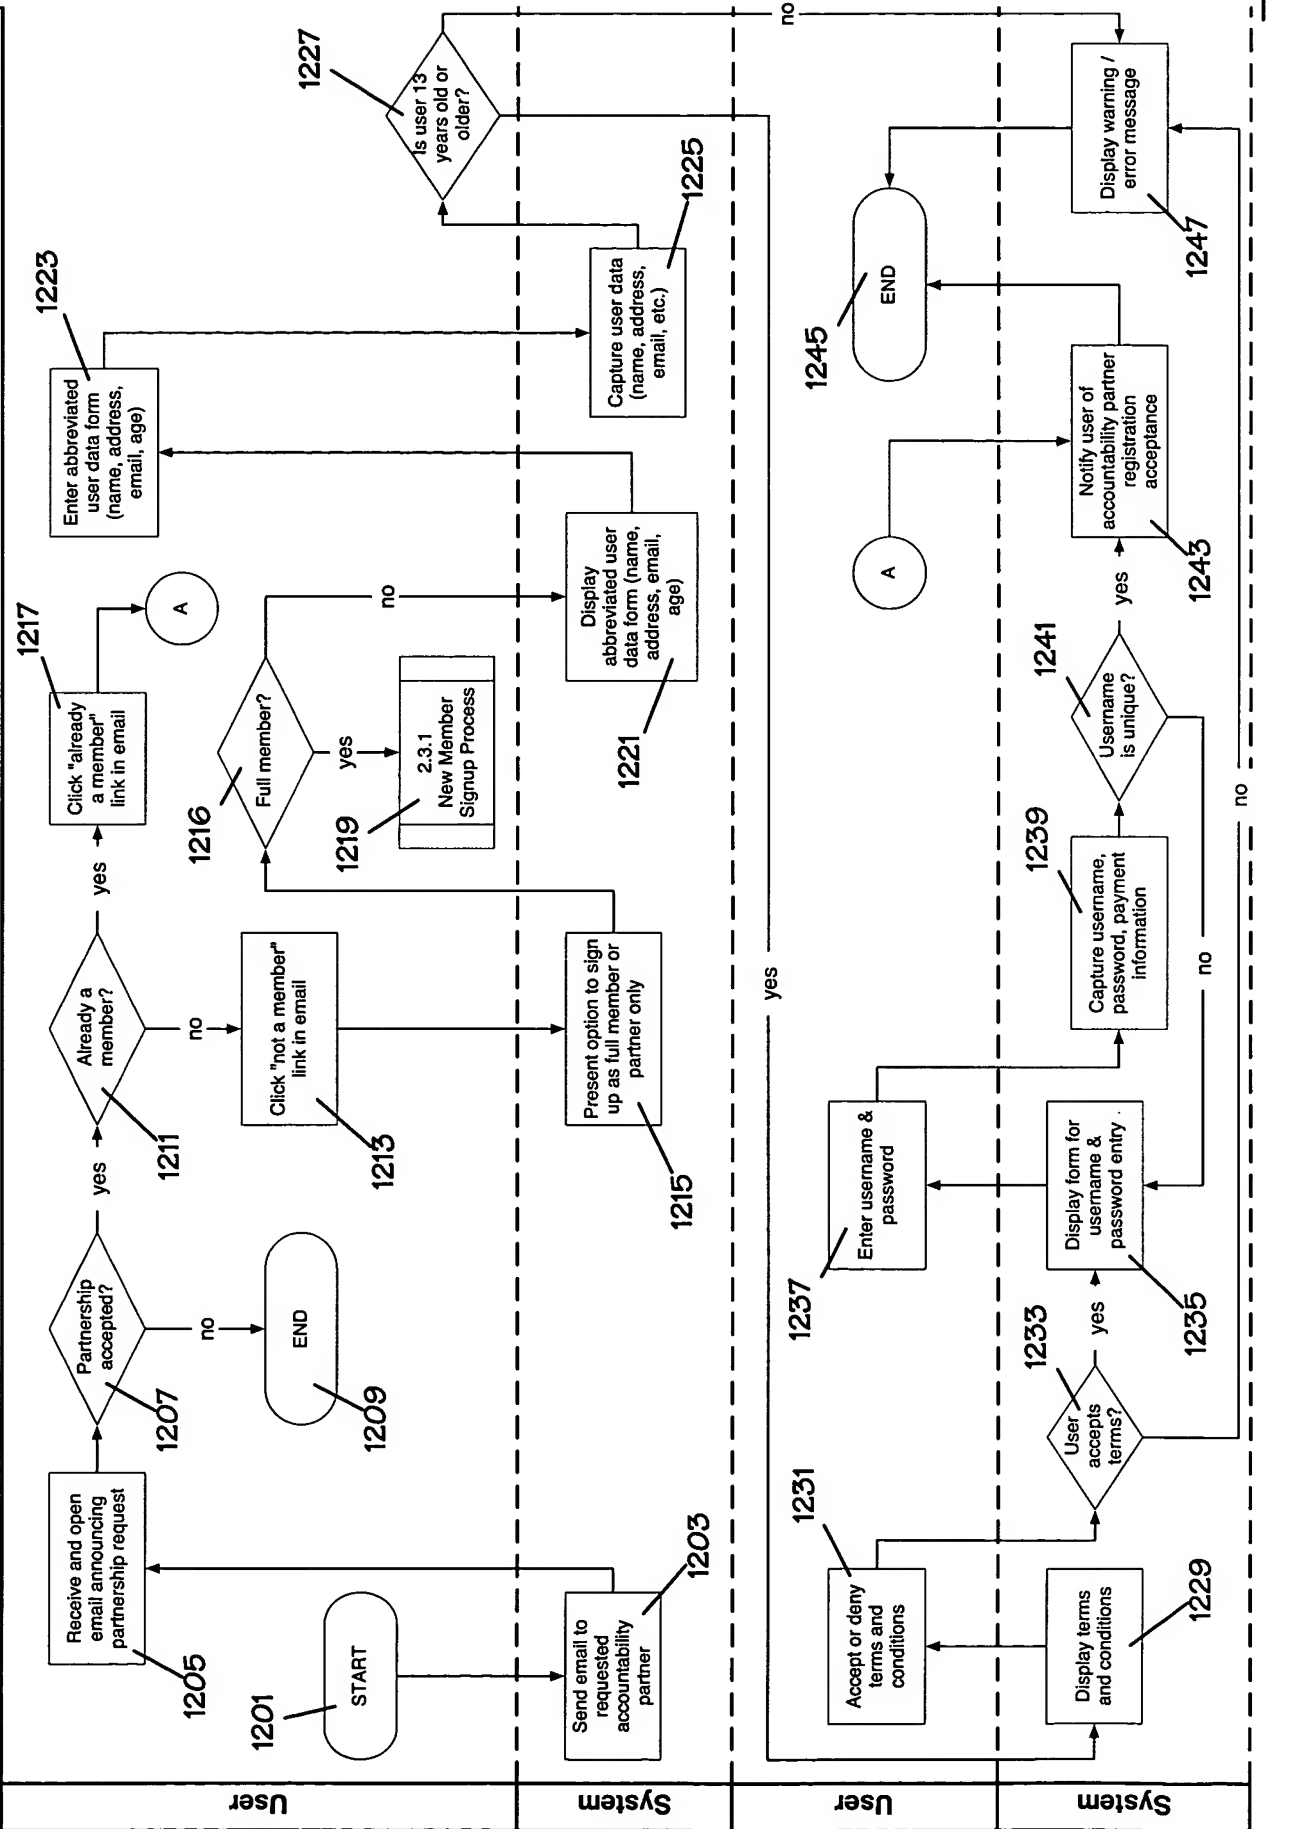 User
1201
START
1203
Send email to
requested
accountability
partner
1205
Receive and open
email announcing
partnership request
1207
Partnership
accepted?
no
1209
END
yes
1211
Already a
member?
yes
1217
Click "already
a member"
link in email
A
no
1213
Click "not a member"
link in email
System
1215
Present option to sign
up as full member or
partner only
1216
Full member?
yes
1219
2.3.1
New Member
Signup Process
no
1221
Display
abbreviated user
data form (name,
address, email,
age)
1223
Enter abbreviated
user data form
(name, address,
email, age)
1225
Capture user data
(name, address,
email, etc.)
1227
Is user 13
years old or
older?
no
yes
User
System
1229
Display terms
and conditions
1231
Accept or deny
terms and
conditions
1233
User
accepts
terms?
yes
no
1235
Display form for
username &
password entry .
1237
Enter username &
password
1239
Capture username,
password, payment
information
1241
Username
is unique?
no
yes
A
1243
Notify user of
accountability partner
registration
acceptance
1245
END
1247
Display warning /
error message